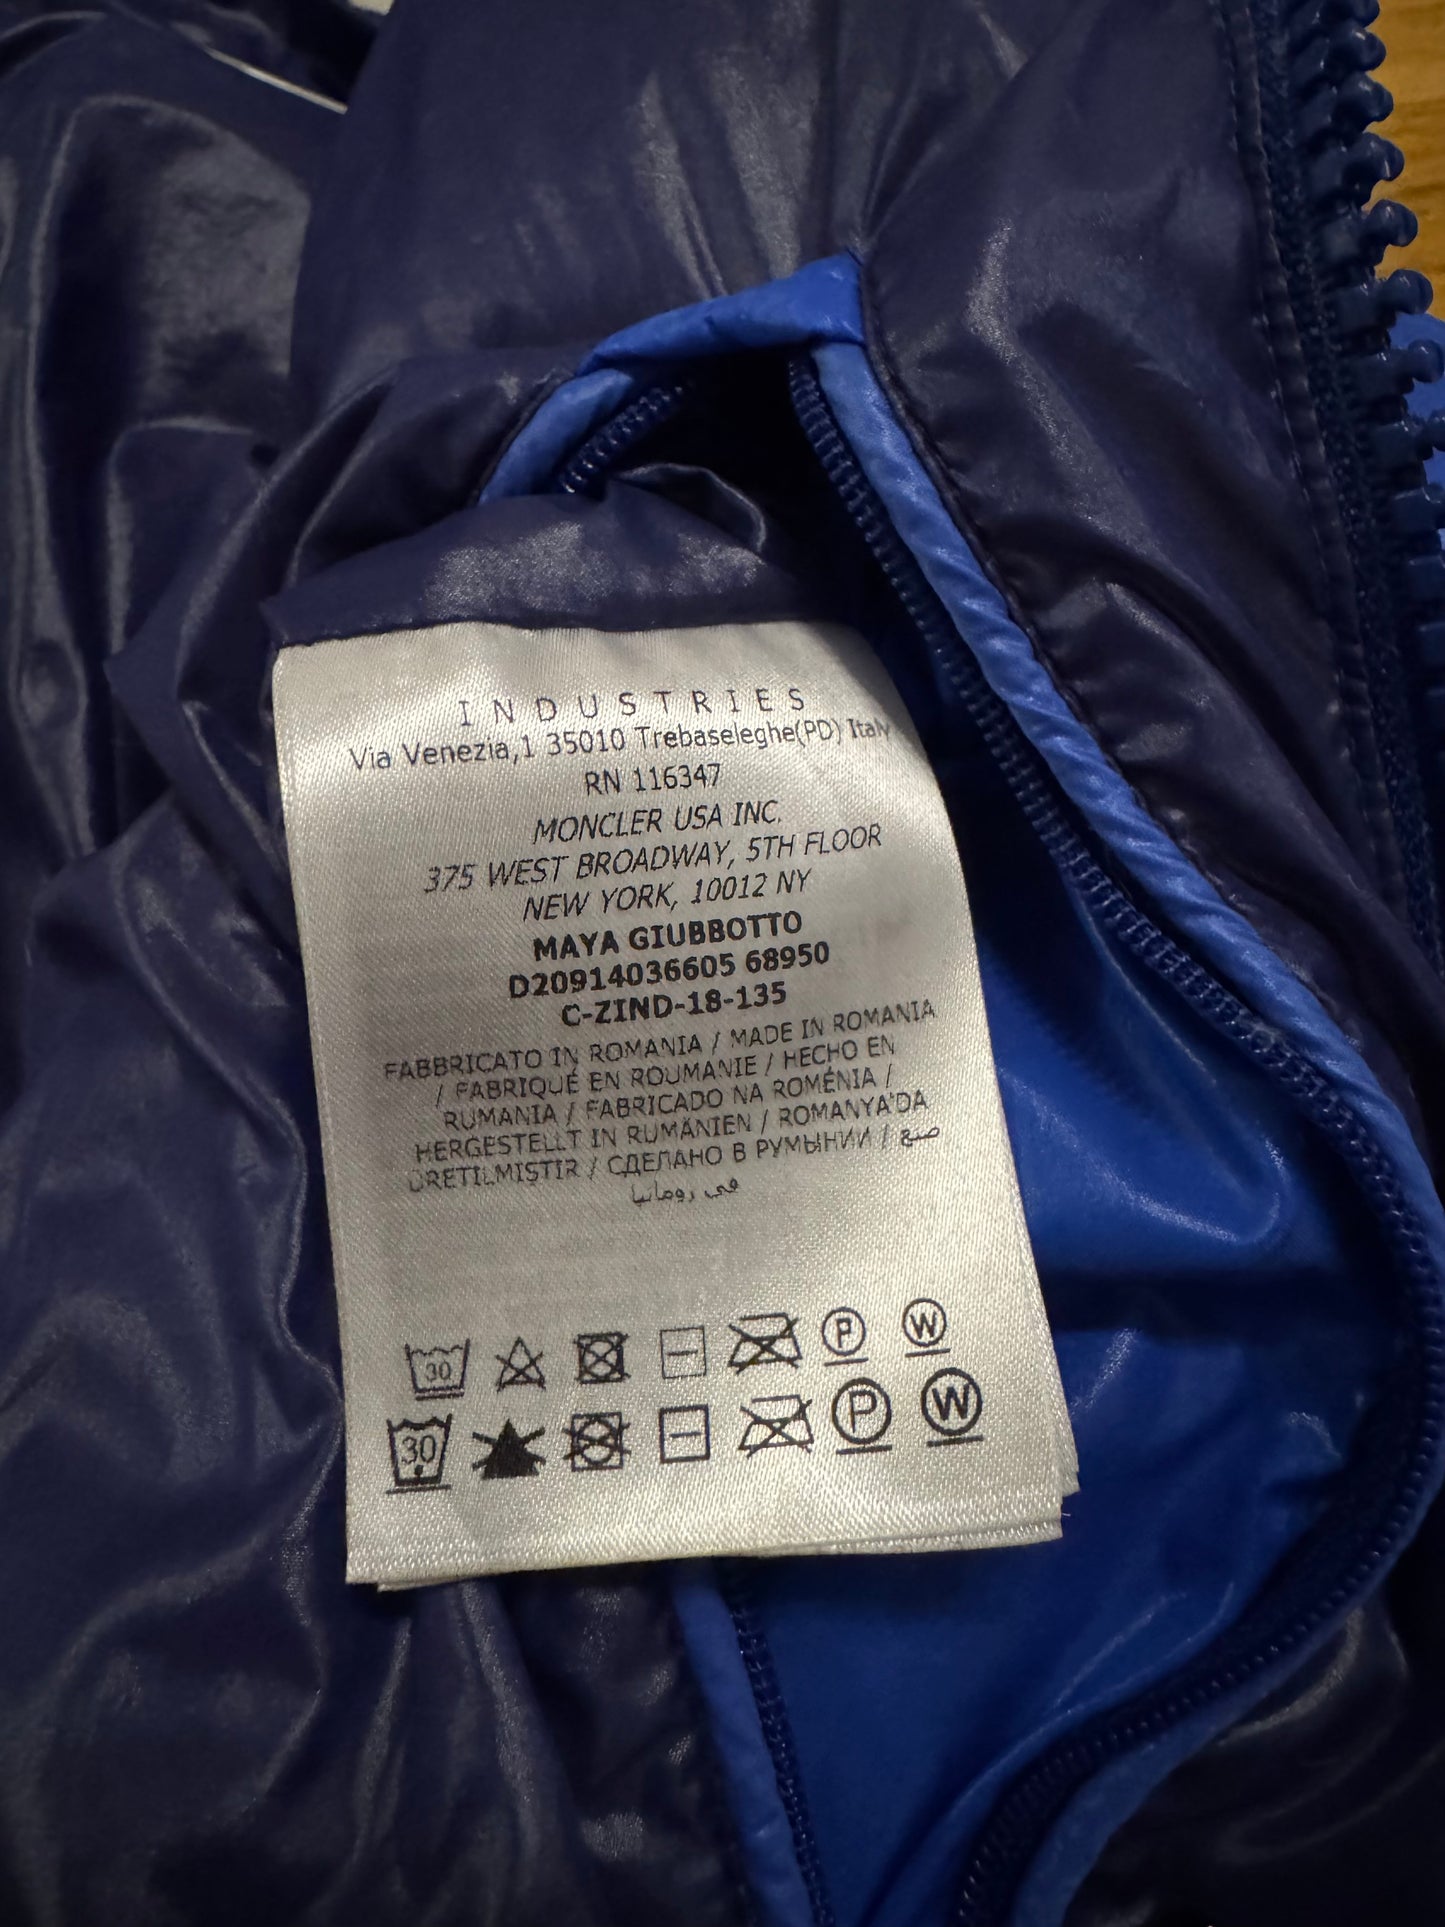 INDUSTRIES
Via Venezia,1 35010 Trebaseleghe(PD) Italy
RN 116347
MONCLER USA INC.
375 WEST BROADWAY, 5TH FLOOR
NEW YORK, 10012 NY
MAYA GIUBBOTTO
D20914036605 68950
C-ZIND-18-135
FABBRICATO IN ROMANIA / MADE IN ROMANIA
/ FABRIQUÉ EN ROUMANIE / HECHO EN
RUMANIA / FABRICADO NA ROMÉNIA /
HERGESTELLT IN RUMÄNIEN / ROMANYA'DA
ÜRETILMIŞTIR / СДЕЛАНО В РУМЫНИИ / صنع
في رومانيا
30 P W
30 P W